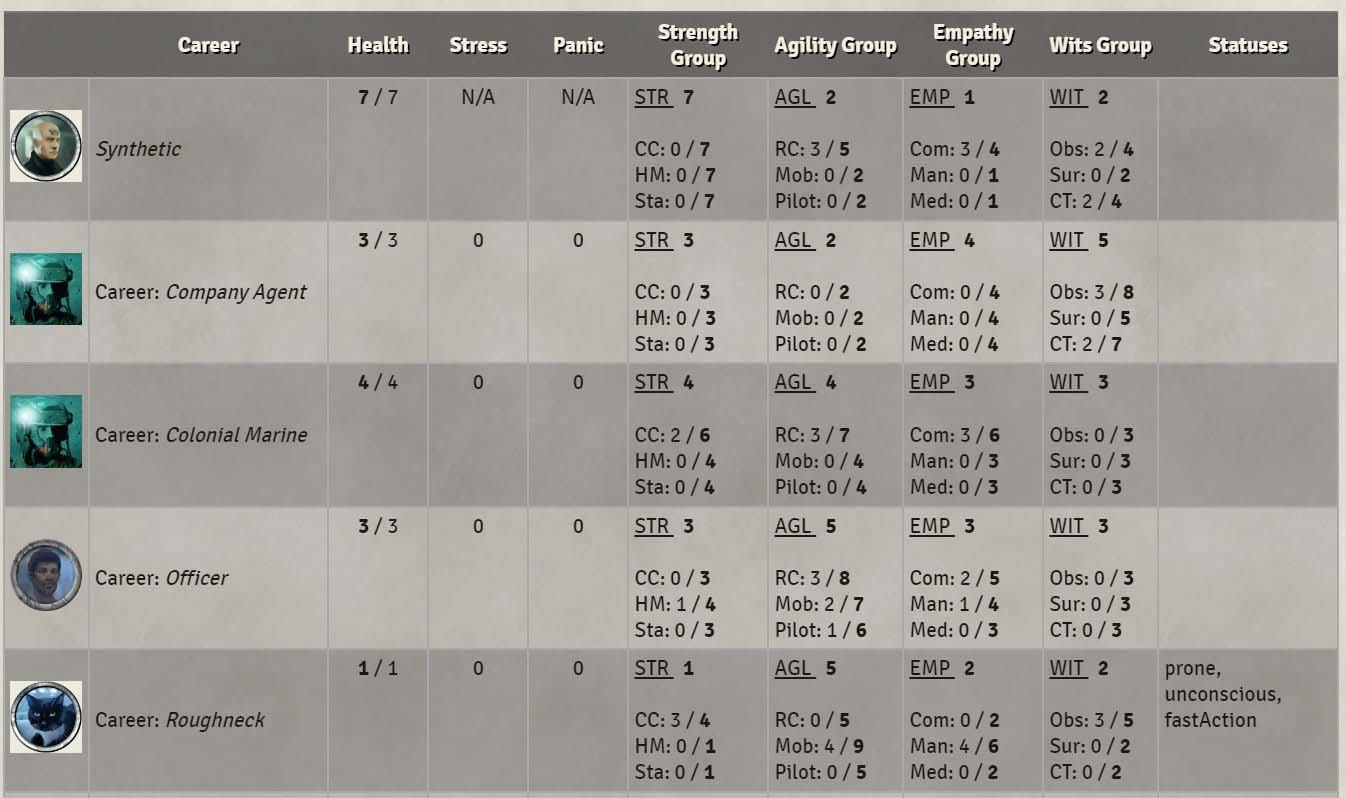 Career Health Stress Panic Strength Group Agility Group Empathy Group Wits Group Statuses
7 / 7 N/A N/A STR 7 AGL 2 EMP 1 WIT 2
Synthetic CC: 0 / 7 RC: 3 / 5 Com: 3 / 4 Obs: 2 / 4
HM: 0 / 7 Mob: 0 / 2 Man: 0 / 1 Sur: 0 / 2
Sta: 0 / 7 Pilot: 0 / 2 Med: 0 / 1 CT: 2 / 4
3 / 3 0 0 STR 3 AGL 2 EMP 4 WIT 5
Career: Company Agent CC: 0 / 3 RC: 0 / 2 Com: 0 / 4 Obs: 3 / 8
HM: 0 / 3 Mob: 0 / 2 Man: 0 / 4 Sur: 0 / 5
Sta: 0 / 3 Pilot: 0 / 2 Med: 0 / 4 CT: 2 / 7
4 / 4 0 0 STR 4 AGL 4 EMP 3 WIT 3
Career: Colonial Marine CC: 2 / 6 RC: 3 / 7 Com: 3 / 6 Obs: 0 / 3
HM: 0 / 4 Mob: 0 / 4 Man: 0 / 3 Sur: 0 / 3
Sta: 0 / 4 Pilot: 0 / 4 Med: 0 / 3 CT: 0 / 3
3 / 3 0 0 STR 3 AGL 5 EMP 3 WIT 3
Career: Officer CC: 0 / 3 RC: 3 / 8 Com: 2 / 5 Obs: 0 / 3
HM: 1 / 4 Mob: 2 / 7 Man: 1 / 4 Sur: 0 / 3
Sta: 0 / 3 Pilot: 1 / 6 Med: 0 / 3 CT: 0 / 3
1 / 1 0 0 STR 1 AGL 5 EMP 2 WIT 2 prone,
unconscious,
Career: Roughneck CC: 3 / 4 RC: 0 / 5 Com: 0 / 2 Obs: 3 / 5 fastAction
HM: 0 / 1 Mob: 4 / 9 Man: 4 / 6 Sur: 0 / 2
Sta: 0 / 1 Pilot: 0 / 5 Med: 0 / 2 CT: 0 / 2